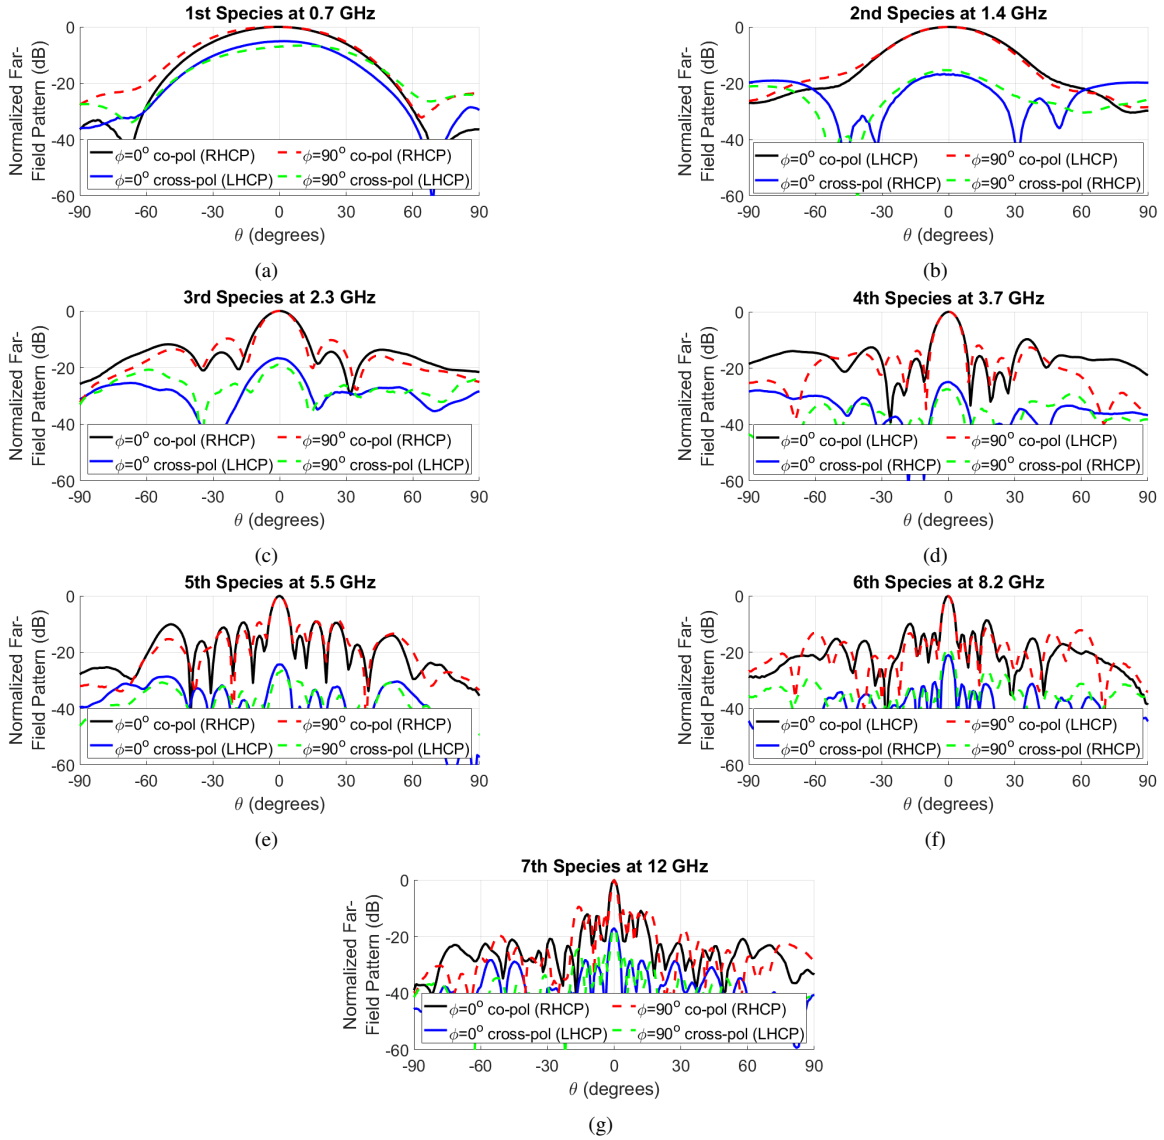 1st Species at 0.7 GHz
Normalized Far-
Field Pattern (dB)
0
-20
-40
-60
ϕ=0° co-pol (RHCP)
ϕ=90° co-pol (RHCP)
ϕ=0° cross-pol (LHCP)
ϕ=90° cross-pol (LHCP)
-90 -60 -30 0 30 60 90
θ (degrees)
(a)
2nd Species at 1.4 GHz
Normalized Far-
Field Pattern (dB)
0
-20
-40
-60
ϕ=0° co-pol (LHCP)
ϕ=90° co-pol (LHCP)
ϕ=0° cross-pol (RHCP)
ϕ=90° cross-pol (RHCP)
-90 -60 -30 0 30 60 90
θ (degrees)
(b)
3rd Species at 2.3 GHz
Normalized Far-
Field Pattern (dB)
0
-20
-40
-60
ϕ=0° co-pol (RHCP)
ϕ=90° co-pol (RHCP)
ϕ=0° cross-pol (LHCP)
ϕ=90° cross-pol (LHCP)
-90 -60 -30 0 30 60 90
θ (degrees)
(c)
4th Species at 3.7 GHz
Normalized Far-
Field Pattern (dB)
0
-20
-40
-60
ϕ=0° co-pol (LHCP)
ϕ=90° co-pol (LHCP)
ϕ=0° cross-pol (RHCP)
ϕ=90° cross-pol (RHCP)
-90 -60 -30 0 30 60 90
θ (degrees)
(d)
5th Species at 5.5 GHz
Normalized Far-
Field Pattern (dB)
0
-20
-40
-60
ϕ=0° co-pol (RHCP)
ϕ=90° co-pol (RHCP)
ϕ=0° cross-pol (LHCP)
ϕ=90° cross-pol (LHCP)
-90 -60 -30 0 30 60 90
θ (degrees)
(e)
6th Species at 8.2 GHz
Normalized Far-
Field Pattern (dB)
0
-20
-40
-60
ϕ=0° co-pol (LHCP)
ϕ=90° co-pol (LHCP)
ϕ=0° cross-pol (RHCP)
ϕ=90° cross-pol (RHCP)
-90 -60 -30 0 30 60 90
θ (degrees)
(f)
7th Species at 12 GHz
Normalized Far-
Field Pattern (dB)
0
-20
-40
-60
ϕ=0° co-pol (RHCP)
ϕ=90° co-pol (RHCP)
ϕ=0° cross-pol (LHCP)
ϕ=90° cross-pol (LHCP)
-90 -60 -30 0 30 60 90
θ (degrees)
(g)